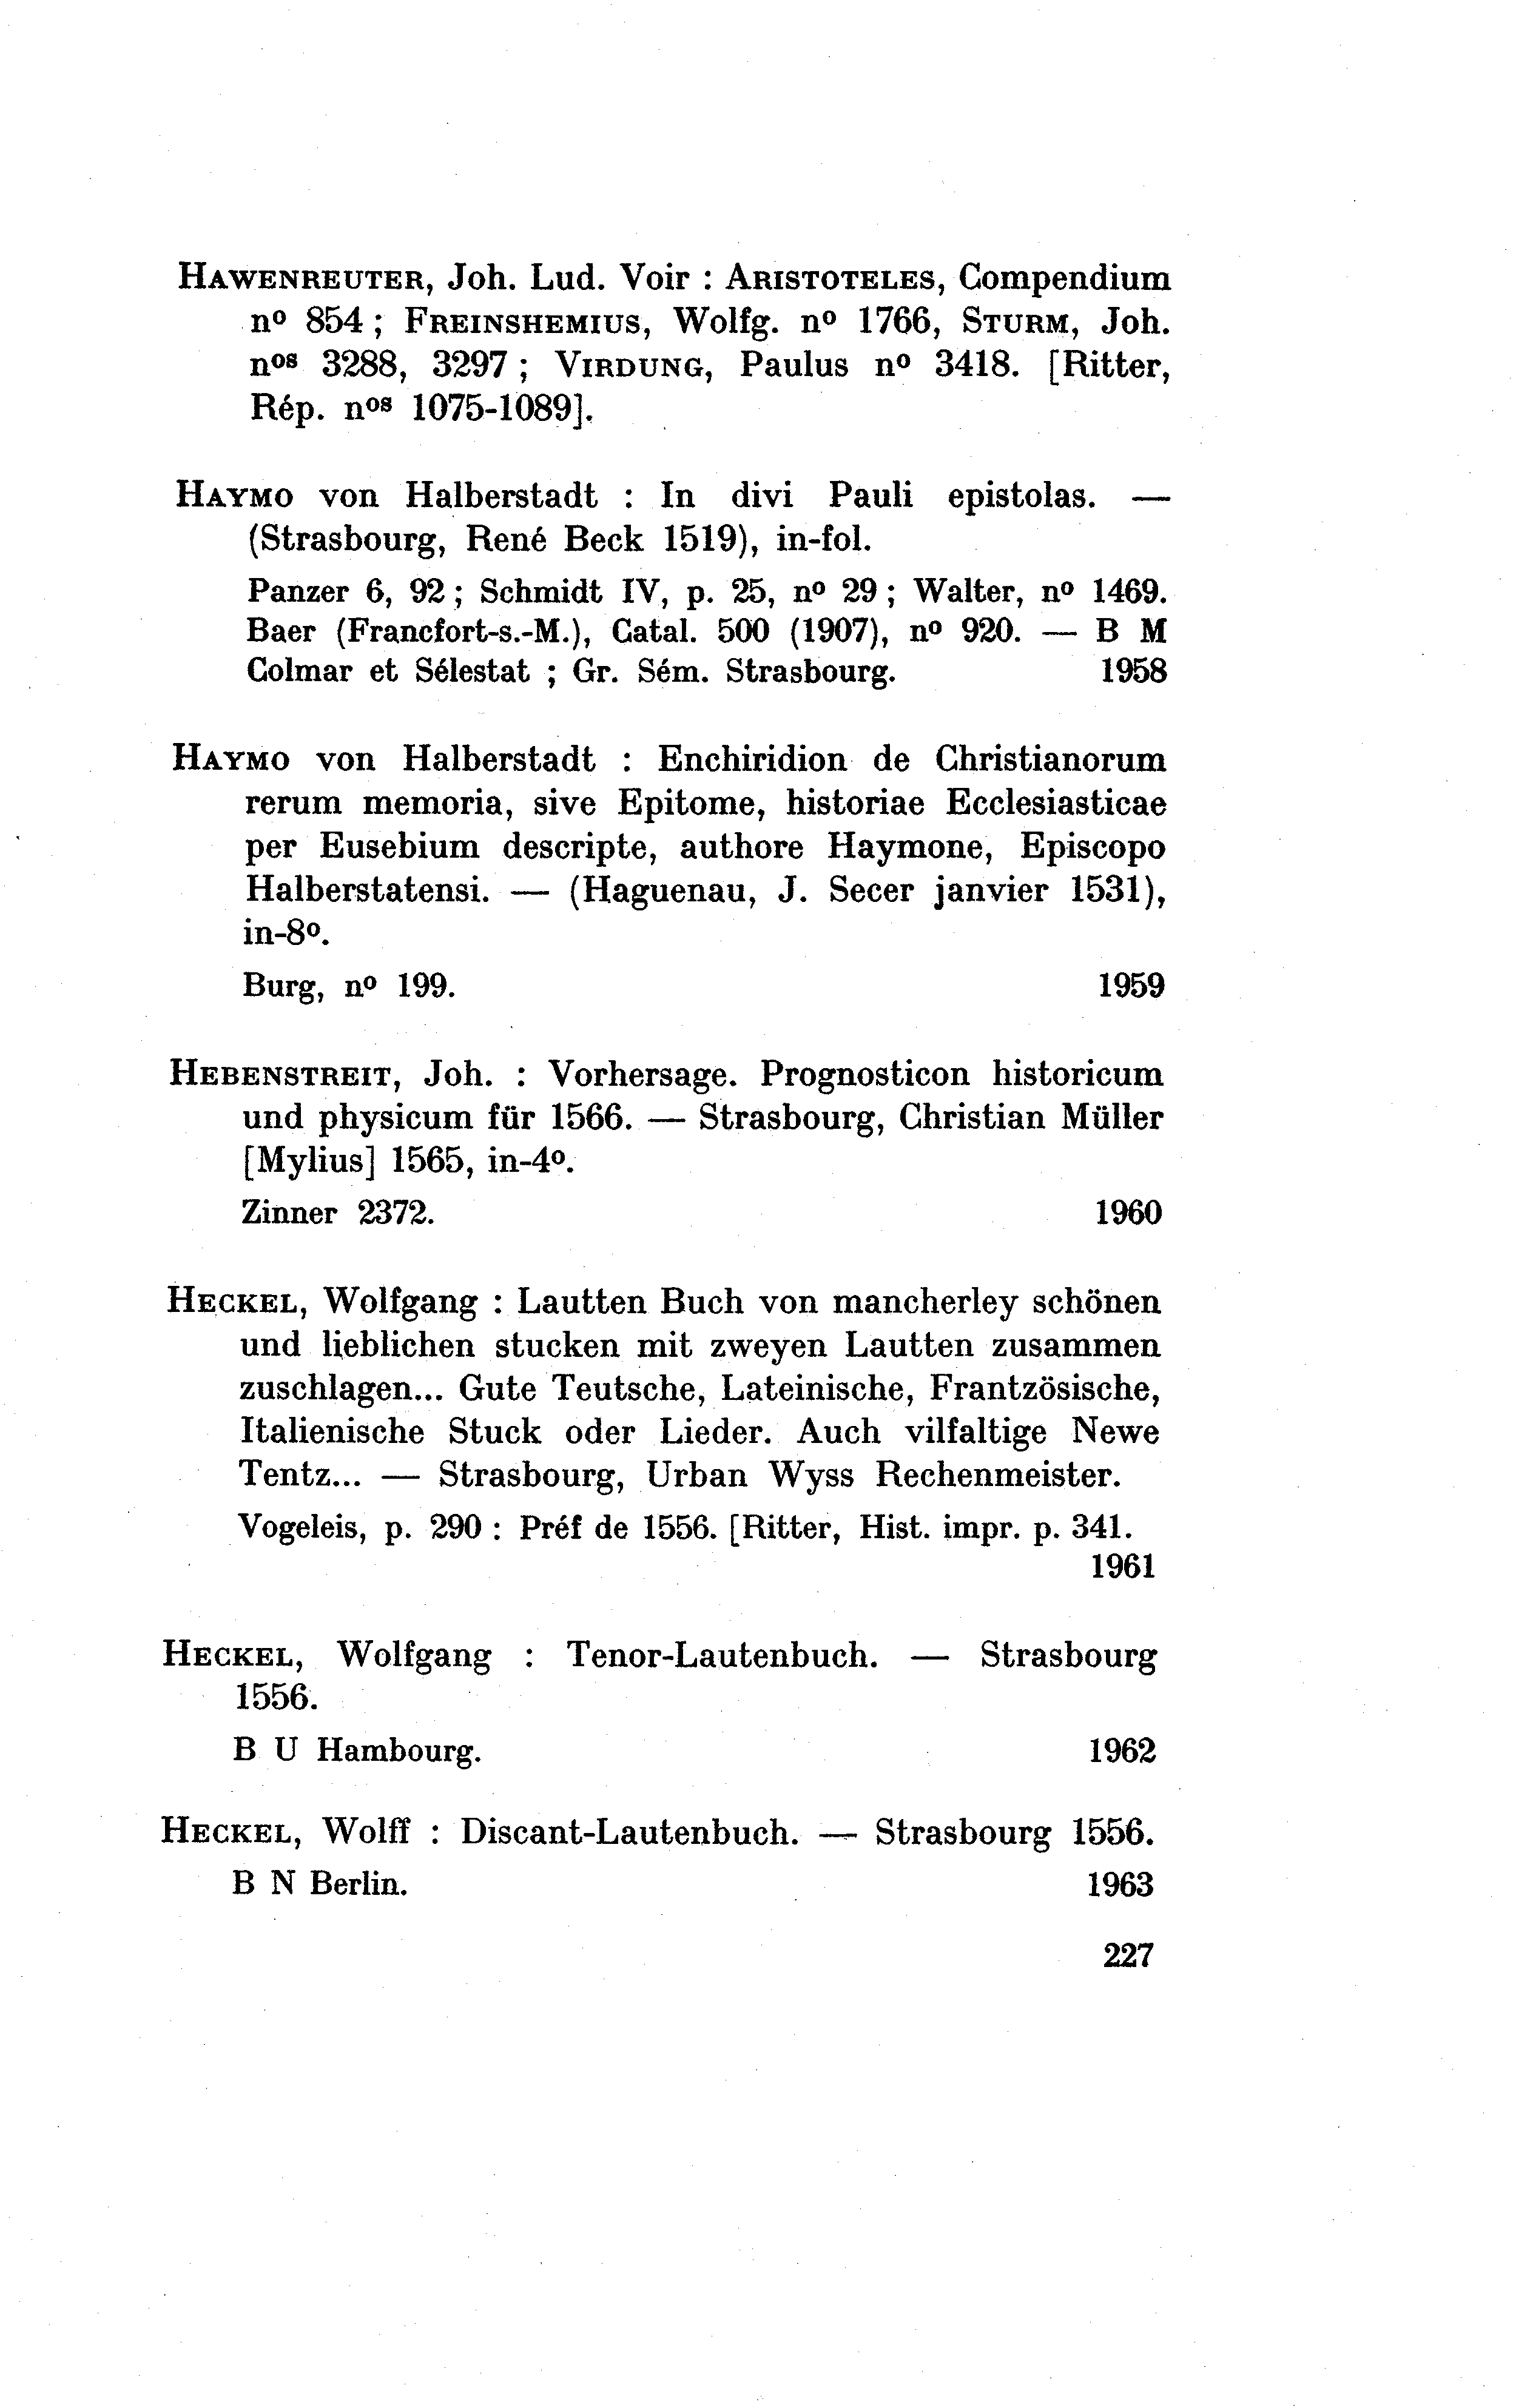 HAWENREUTER, Joh. Lud. Voir : ARISTOTELES, Compendium
nº 854 ; FREINSHEMIUS, Wolfg. nº 1766, STURM, Joh.
nos 3288, 3297 ; VIRDUNG, Paulus nº 3418. [Ritter,
Rép. nos 1075-1089].
HAYMO von Halberstadt : In divi Pauli epistolas. —
(Strasbourg, René Beck 1519), in-fol.
Panzer 6, 92 ; Schmidt IV, p. 25, nº 29 ; Walter, nº 1469.
Baer (Francfort-s.-M.), Catal. 500 (1907), nº 920. — B M
Colmar et Sélestat ; Gr. Sém. Strasbourg. 1958
HAYMO von Halberstadt : Enchiridion de Christianorum
rerum memoria, sive Epitome, historiae Ecclesiasticae
per Eusebium descripte, authore Haymone, Episcopo
Halberstatensi. — (Haguenau, J. Secer janvier 1531),
in-8º.
Burg, nº 199. 1959
HEBENSTREIT, Joh. : Vorhersage. Prognosticon historicum
und physicum für 1566. — Strasbourg, Christian Müller
[Mylius] 1565, in-4º.
Zinner 2372. 1960
HECKEL, Wolfgang : Lautten Buch von mancherley schönen
und lieblichen stucken mit zweyen Lautten zusammen
zuschlagen... Gute Teutsche, Lateinische, Frantzösische,
Italienische Stuck oder Lieder. Auch vilfaltige Newe
Tentz... — Strasbourg, Urban Wyss Rechenmeister.
Vogeleis, p. 290 : Préf de 1556. [Ritter, Hist. impr. p. 341.
1961
HECKEL, Wolfgang : Tenor-Lautenbuch. — Strasbourg
1556.
B U Hambourg. 1962
HECKEL, Wolff : Discant-Lautenbuch. — Strasbourg 1556.
B N Berlin. 1963
227